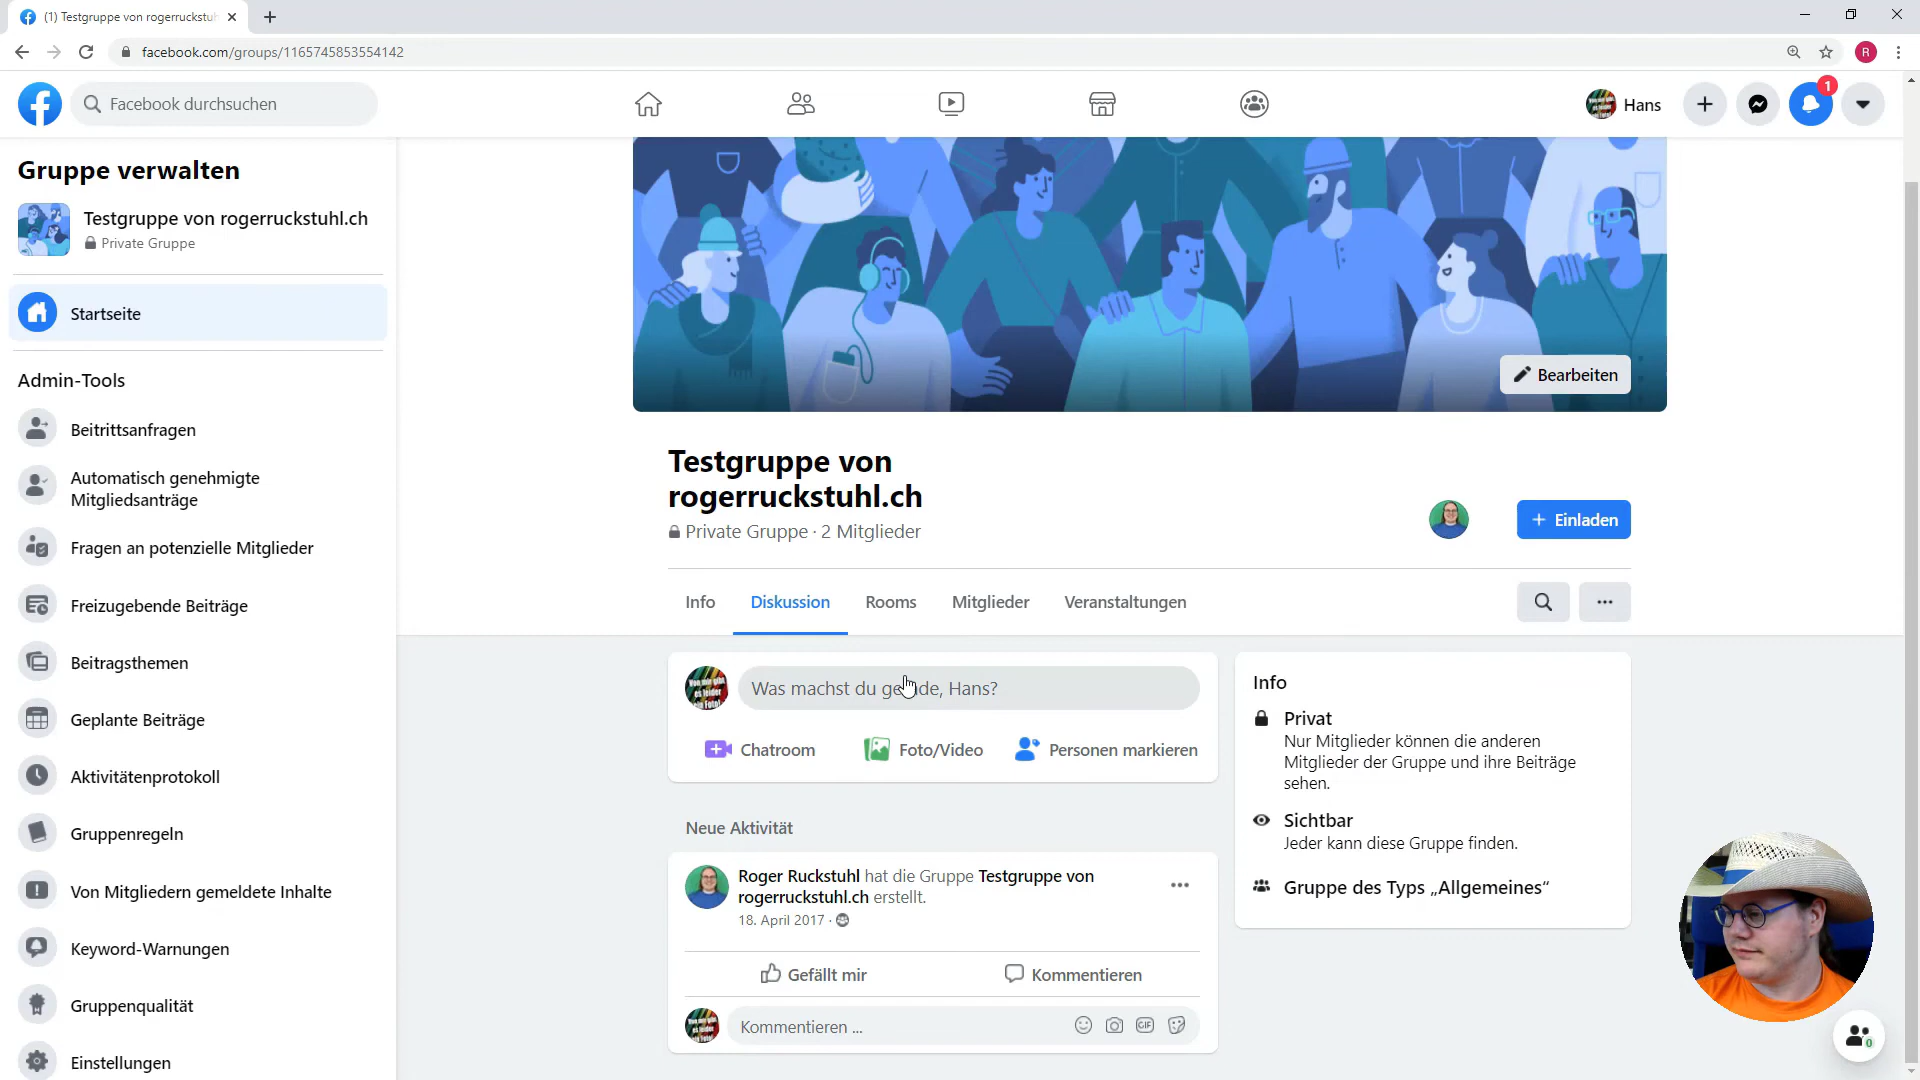 (1) Testgruppe von rogerruckstuh
facebook.com/groups/1165745853554142
R
Facebook durchsuchen
Hans
1
Gruppe verwalten
Testgruppe von rogerruckstuhl.ch
Private Gruppe
Startseite
Admin-Tools
Beitrittsanfragen
Automatisch genehmigte
Mitgliedsanträge
Fragen an potenzielle Mitglieder
Freizugebende Beiträge
Beitragsthemen
Geplante Beiträge
Aktivitätenprotokoll
Gruppenregeln
Von Mitgliedern gemeldete Inhalte
Keyword-Warnungen
Gruppenqualität
Einstellungen
Bearbeiten
Testgruppe von
rogerruckstuhl.ch
Private Gruppe · 2 Mitglieder
+ Einladen
Info Diskussion Rooms Mitglieder Veranstaltungen
Was machst du gerade, Hans?
Chatroom Foto/Video Personen markieren
Neue Aktivität
Roger Ruckstuhl hat die Gruppe Testgruppe von
rogerruckstuhl.ch erstellt.
18. April 2017 ·
Gefällt mir Kommentieren
Kommentieren ...
GIF
Info
Privat
Nur Mitglieder können die anderen
Mitglieder der Gruppe und ihre Beiträge
sehen.
Sichtbar
Jeder kann diese Gruppe finden.
Gruppe des Typs „Allgemeines“
0